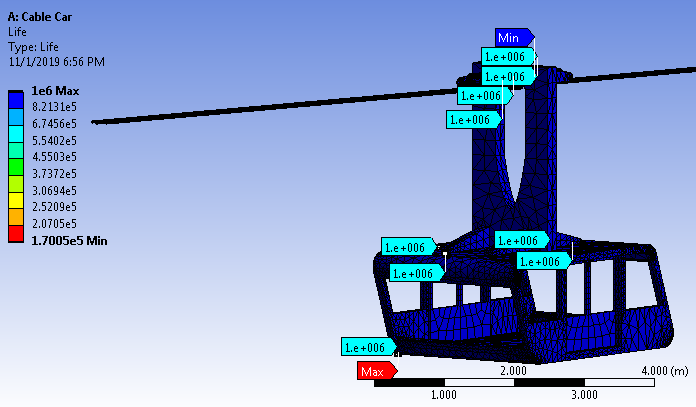 A: Cable Car
Life
Type: Life
11/1/2019 6:56 PM
1e6 Max
8.2131e5
6.7456e5
5.5402e5
4.5503e5
3.7372e5
3.0694e5
2.5209e5
2.0705e5
1.7005e5 Min
Min
1.e+006
1.e+006
1.e+006
1.e+006
1.e+006
1.e+006
1.e+006
1.e+006
1.e+006
Max
2.000
4.000 (m)
1.000
3.000